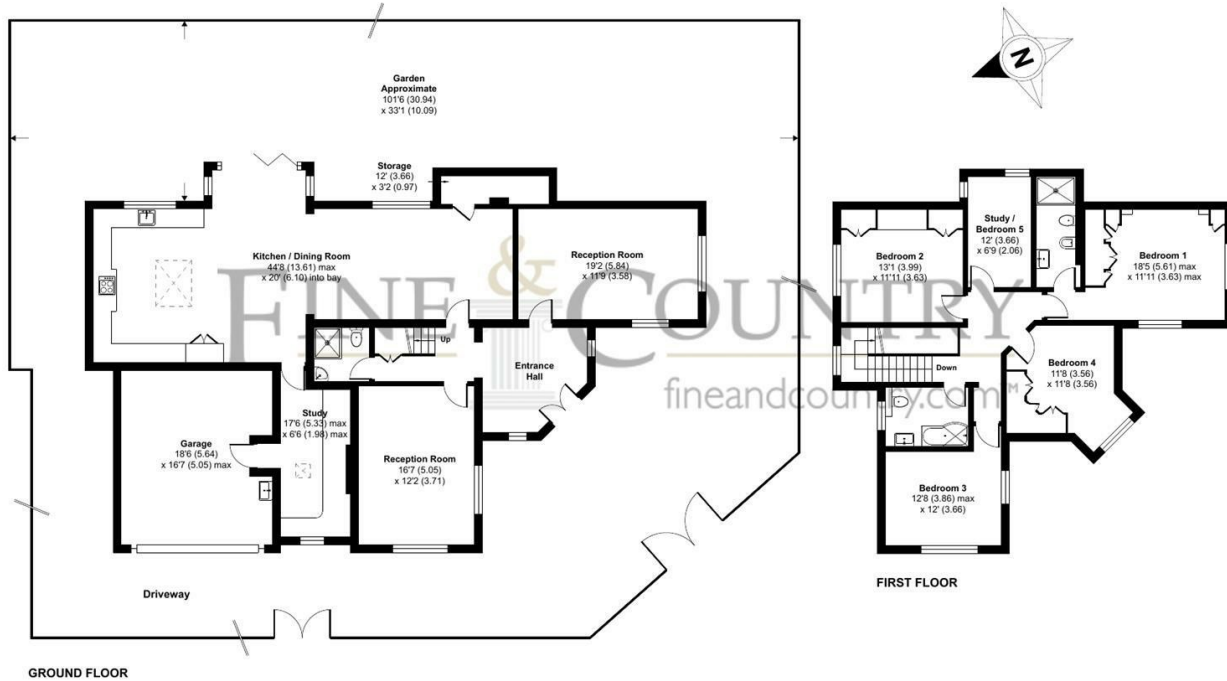 Garden
Approximate
101'6 (30.94)
x 33'1 (10.09)
Storage
12' (3.66)
x 3'2 (0.97)
Kitchen / Dining Room
44'8 (13.61) max
x 20' (6.10) into bay
Reception Room
19'2 (5.84)
x 11'9 (3.58)
Up
Entrance
Hall
Study
17'6 (5.33) max
x 6'6 (1.98) max
Garage
18'6 (5.64)
x 16'7 (5.05) max
Reception Room
16'7 (5.05)
x 12'2 (3.71)
Driveway
GROUND FLOOR
N
Study /
Bedroom 5
12' (3.66)
x 6'9 (2.06)
Bedroom 2
13'1 (3.99)
x 11'11 (3.63)
Bedroom 1
18'5 (5.61) max
x 11'11 (3.63) max
Bedroom 4
11'8 (3.56)
x 11'8 (3.56)
Down
Bedroom 3
12'8 (3.86) max
x 12' (3.66)
FIRST FLOOR
FINE & COUNTRY
fineandcountry.com™